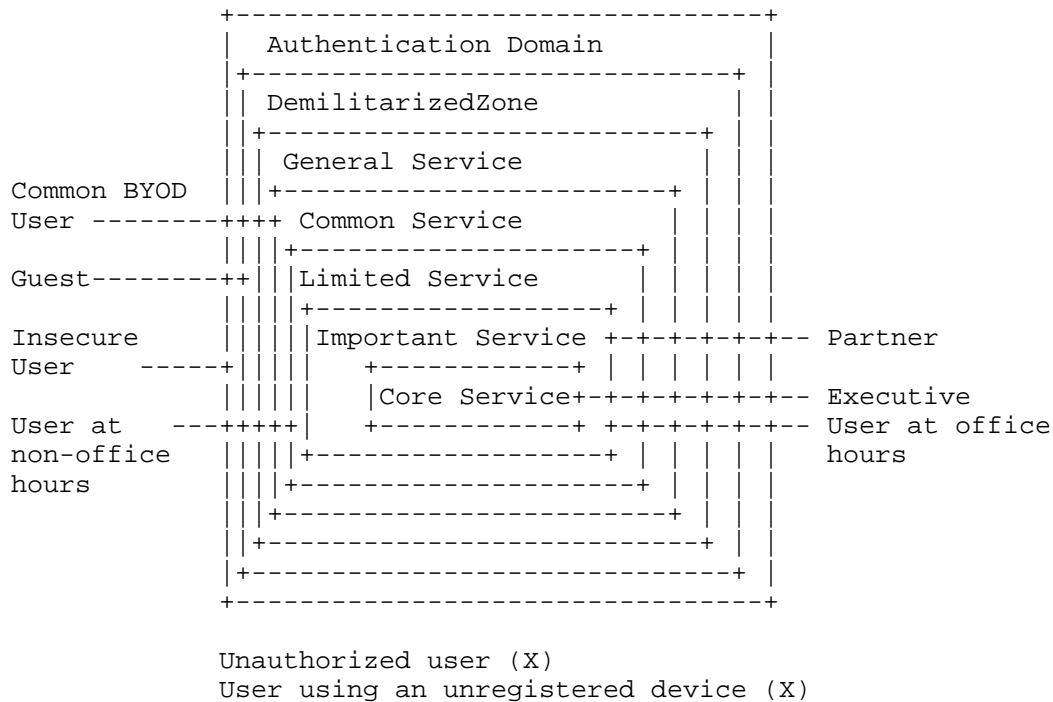 Authentication Domain
DemilitarizedZone
General Service
Common BYOD
User Common Service
Guest Limited Service
Insecure Important Service Partner
User
Core Service Executive
User at User at office
non-office hours
hours
Unauthorized user (X)
User using an unregistered device (X)